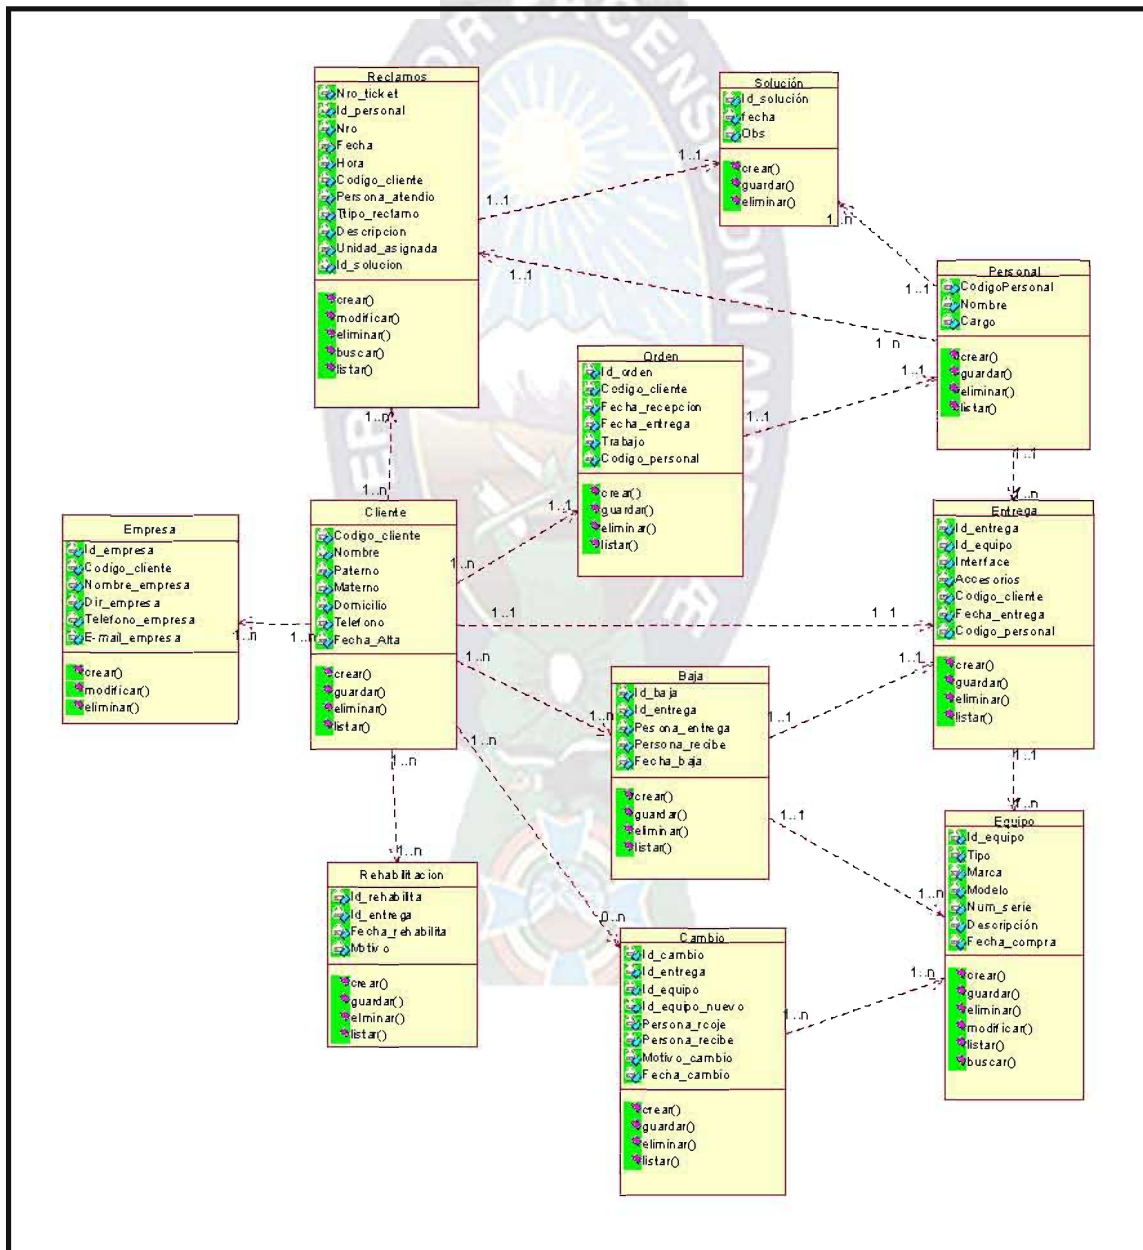 Reclamos
Nro_ticket
Id_personal
Nro
Fecha
Hora
Codigo_cliente
Persona_atendio
Ttipo_reclamo
Descripcion
Unidad_asignada
Id_solucion
crear()
modificar()
eliminar()
buscar()
listar()
Solución
Id_solución
fecha
Obs
crear()
guardar()
eliminar()
1..1
1..1
1..n
1..1
Personal
CodigoPersonal
Nombre
Cargo
crear()
guardar()
eliminar()
listar()
1..1
1 n
Orden
Id_orden
Codigo_cliente
Fecha_recepcion
Fecha_entrega
Trabajo
Codigo_personal
crear()
guardar()
eliminar()
listar()
1..1
1..1
1..n
1..n
1..n
1..1
Empresa
Id_empresa
Codigo_cliente
Nombre_empresa
Dir_empresa
Telefono_empresa
E-mail_empresa
crear()
modificar()
eliminar()
1..n
1..n
Cliente
Codigo_cliente
Nombre
Paterno
Materno
Domicilio
Telefono
Fecha_Alta
crear()
guardar()
eliminar()
listar()
1..1
1 1
1..1
1..n
Entrega
Id_entrega
Id_equipo
Interface
Accesorios
Codigo_cliente
Fecha_entrega
Codigo_personal
crear()
guardar()
eliminar()
listar()
1..n
1..n
Baja
Id_baja
Id_entrega
Pesona_entrega
Persona_recibe
Fecha_baja
crear()
guardar()
eliminar()
listar()
1..1
1..1
1..1
1..n
1..1
1..n
Equipo
Id_equipo
Tipo
Marca
Modelo
Num_serie
Descripción
Fecha_compra
crear()
guardar()
eliminar()
modificar()
listar()
buscar()
1..n
1..n
Rehabilitacion
Id_rehabilita
Id_entrega
Fecha_rehabilita
Motivo
crear()
guardar()
elminar()
listar()
1..n
0..n
Cambio
Id_cambio
Id_entrega
Id_equipo
Id_equipo_nuevo
Persona_rcoje
Persona_recibe
Motivo_cambio
Fecha_cambio
crear()
guardar()
eliminar()
listar()
1..n
1..n